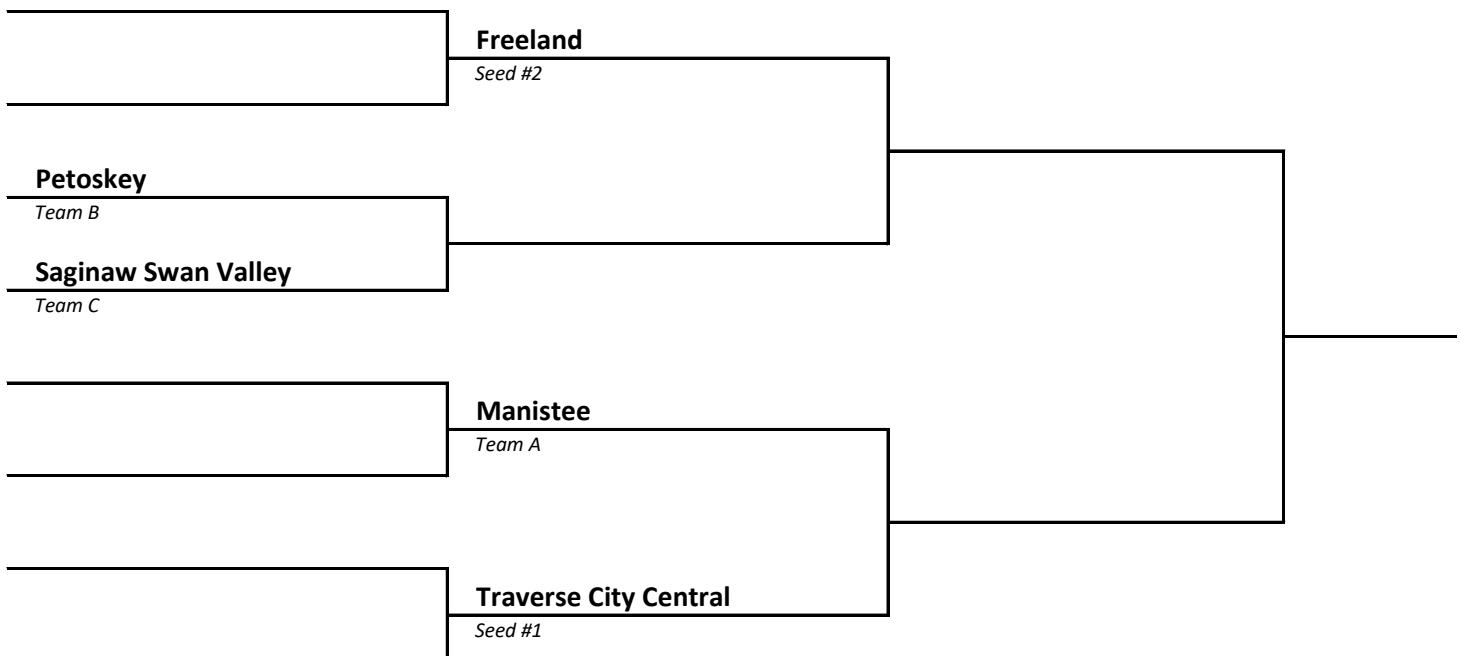 Freeland
Seed #2
Petoskey
Team B
Saginaw Swan Valley
Team C
Manistee
Team A
Traverse City Central
Seed #1